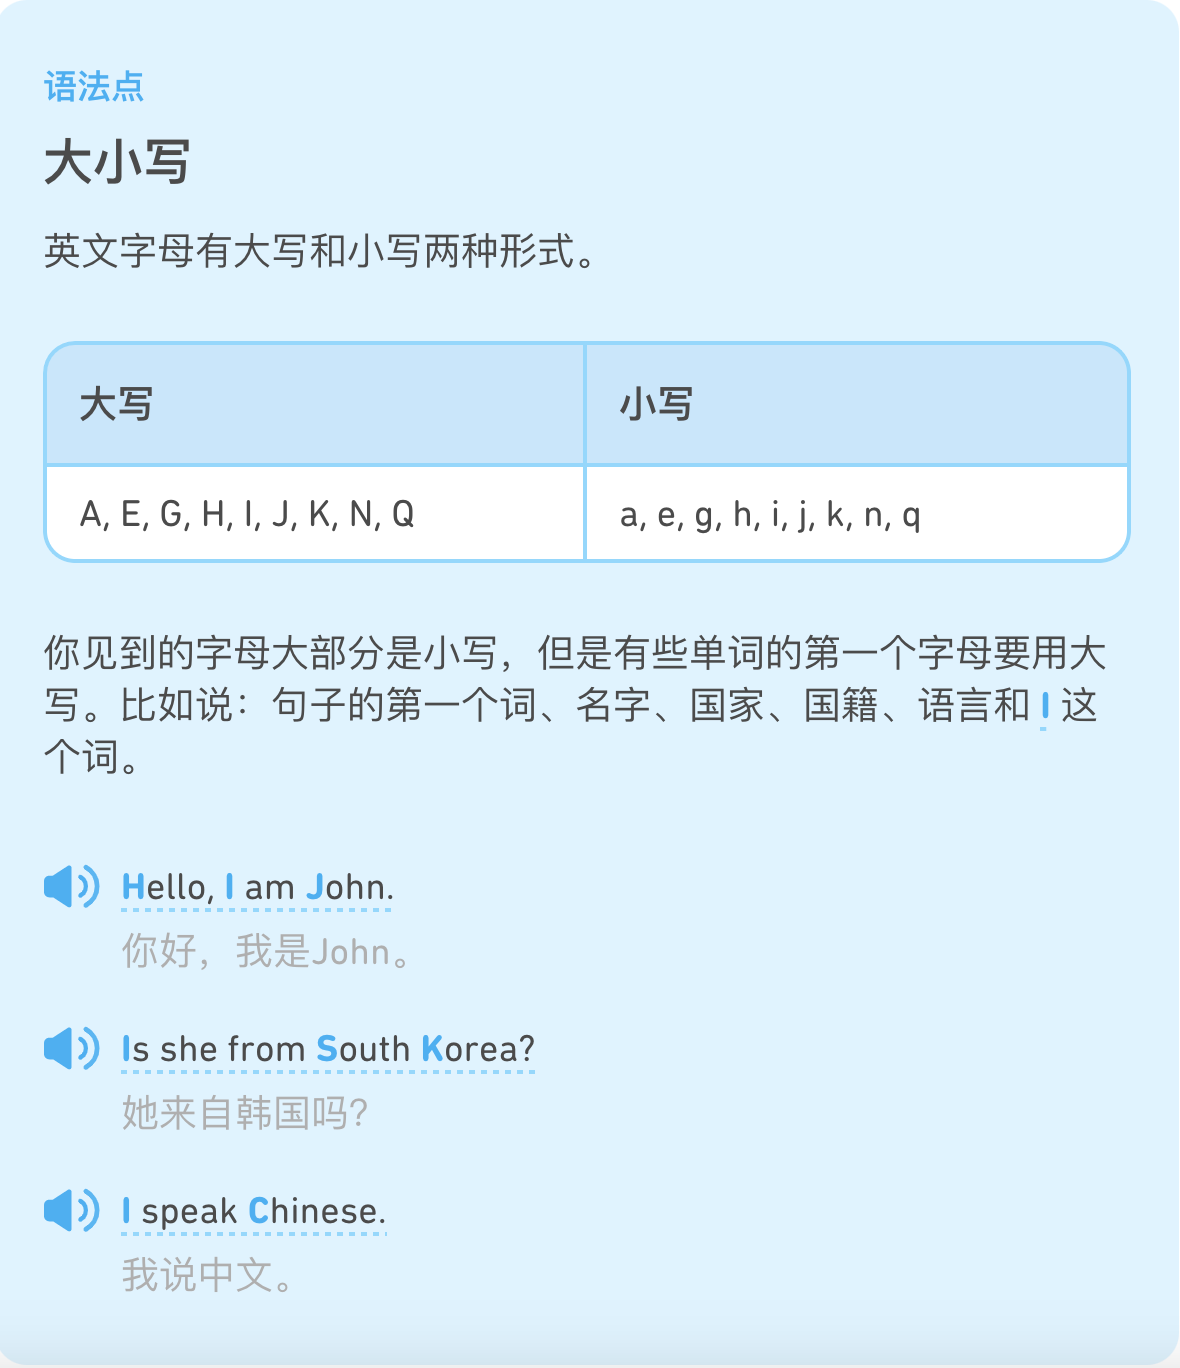 语法点
大小写
英文字母有大写和小写两种形式。
大写 小写
A, E, G, H, I, J, K, N, Q a, e, g, h, i, j, k, n, q
你见到的字母大部分是小写，但是有些单词的第一个字母要用大
写。比如说：句子的第一个词、名字、国家、国籍、语言和 I 这
个词。
Hello, I am John.
你好，我是John。
Is she from South Korea?
她来自韩国吗？
I speak Chinese.
我说中文。